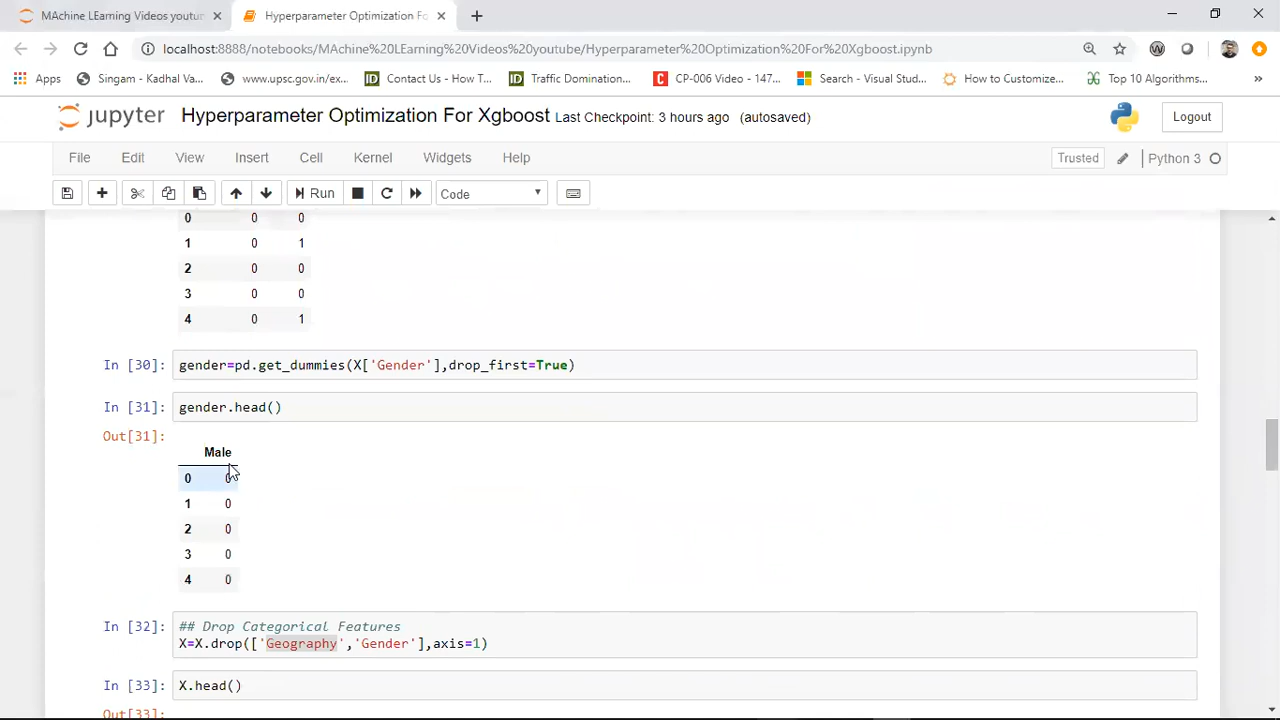 MAchine LEarning Videos youtu
Hyperparameter Optimization Fo
localhost:8888/notebooks/MAchine%20LEarning%20Videos%20youtube/Hyperparameter%20Optimization%20For%20Xgboost.ipynb
Apps
Singam - Kadhal Va...
www.upsc.gov.in/ex...
ID
Contact Us - How T...
ID
Traffic Domination...
C
CP-006 Video - 147...
Search - Visual Stud...
How to Customize...
Top 10 Algorithms...
»
jupyter
Hyperparameter Optimization For Xgboost Last Checkpoint: 3 hours ago (autosaved)
Logout
File Edit View Insert Cell Kernel Widgets Help
Trusted
Python 3
Run
Code
0 0 0
1 0 1
2 0 0
3 0 0
4 0 1
In [30]: gender=pd.get_dummies(X['Gender'],drop_first=True)
In [31]: gender.head()
Out[31]:
Male
0 0
1 0
2 0
3 0
4 0
In [32]: ## Drop Categorical Features
X=X.drop(['Geography','Gender'],axis=1)
In [33]: X.head()
Out[33]: